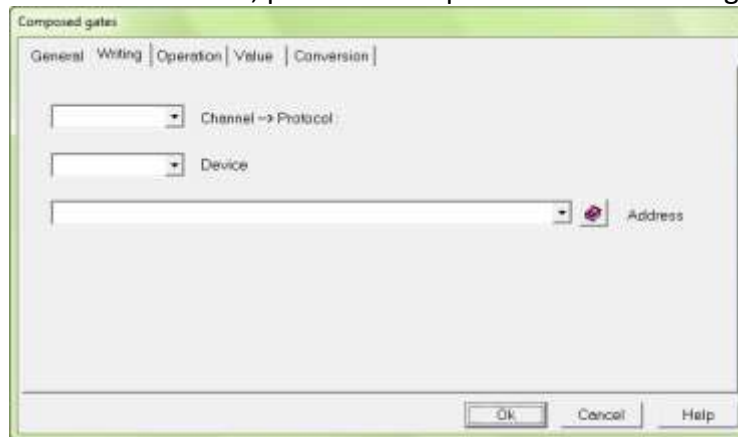 Composed gates
General Writing Operation Value Conversion
Channel --> Protocol :
Device
Address
Ok Cancel Help